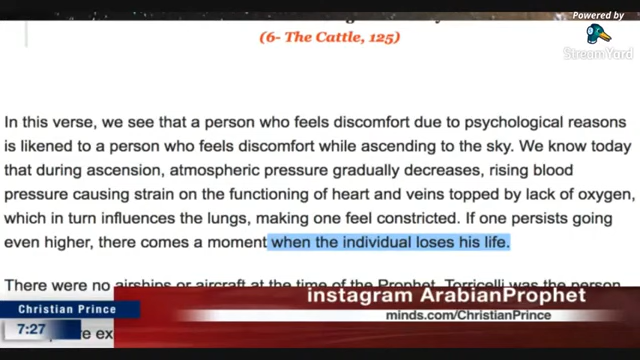 Powered by
StreamYard
(6- The Cattle, 125)
In this verse, we see that a person who feels discomfort due to psychological reasons
is likened to a person who feels discomfort while ascending to the sky. We know today
that during ascension, atmospheric pressure gradually decreases, rising blood
pressure causing strain on the functioning of heart and veins topped by lack of oxygen,
which in turn influences the lungs, making one feel constricted. If one persists going
even higher, there comes a moment when the individual loses his life.
There were no airships or aircraft at the time of the Prophet. Torricelli was the person
instagram ArabianProphet
minds.com/ChristianPrince
Christian Prince
7:27